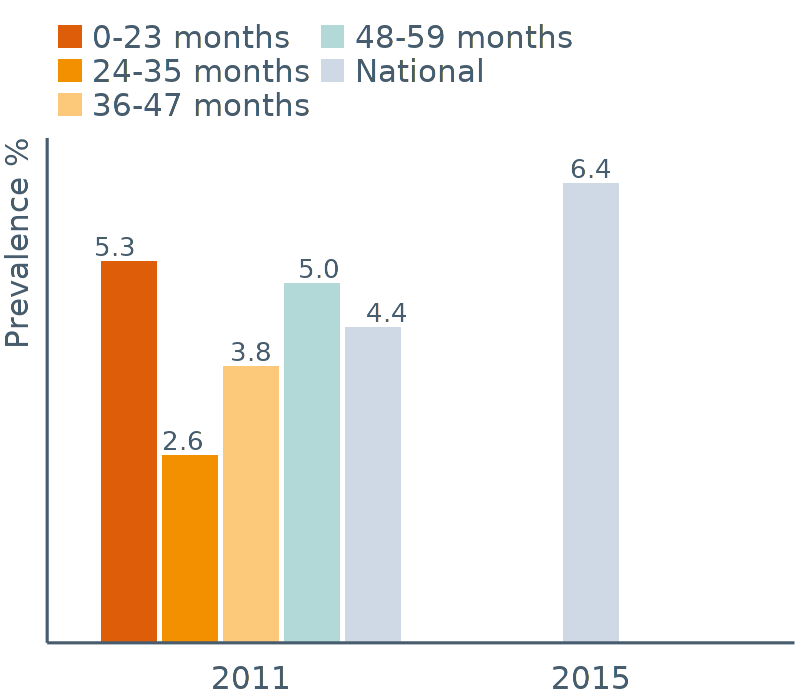 0-23 months
24-35 months
36-47 months
48-59 months
National
Prevalence %
5.3
2.6
3.8
5.0
4.4
6.4
2011
2015